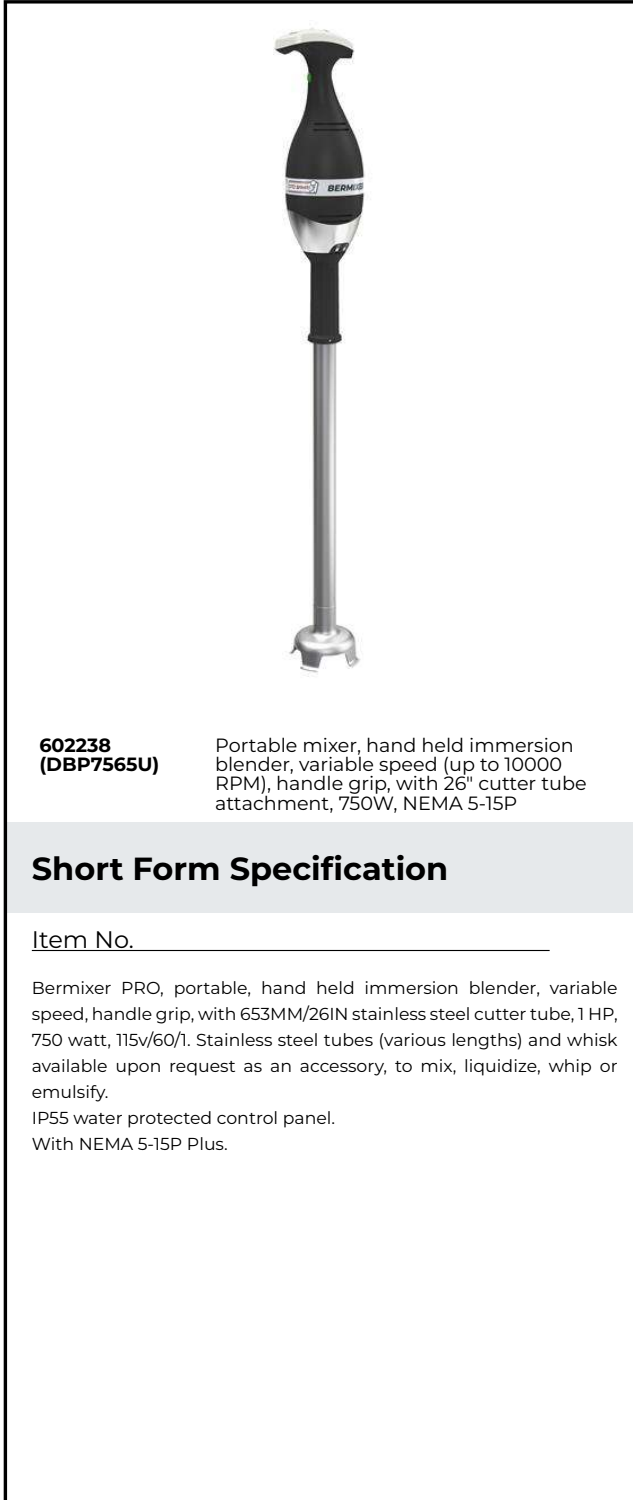 BERMIXER
602238
(DBP7565U)
Portable mixer, hand held immersion
blender, variable speed (up to 10000
RPM), handle grip, with 26" cutter tube
attachment, 750W, NEMA 5-15P
Short Form Specification
Item No.
Bermixer PRO, portable, hand held immersion blender, variable
speed, handle grip, with 653MM/26IN stainless steel cutter tube, 1 HP,
750 watt, 115v/60/1. Stainless steel tubes (various lengths) and whisk
available upon request as an accessory, to mix, liquidize, whip or
emulsify.
IP55 water protected control panel.
With NEMA 5-15P Plus.